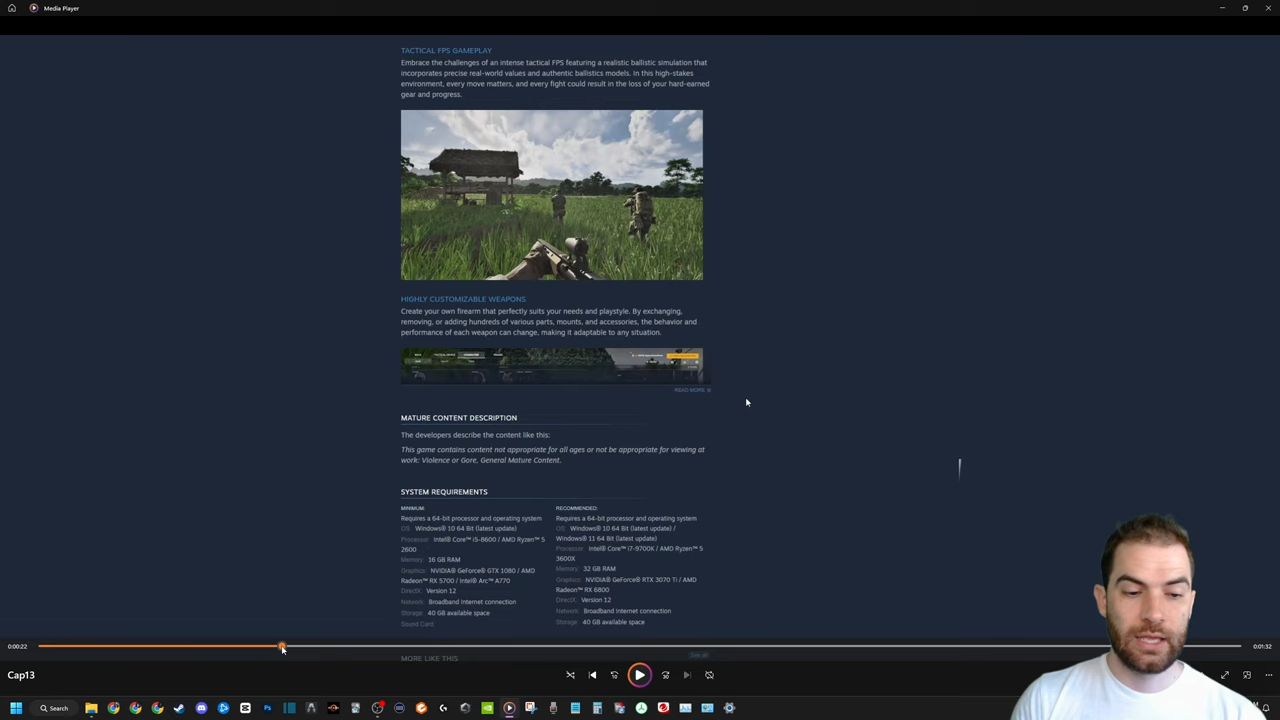 Media Player
TACTICAL FPS GAMEPLAY
Embrace the challenges of an intense tactical FPS featuring a realistic ballistic simulation that
incorporates precise real-world values and authentic ballistics models. In this high-stakes
environment, every move matters, and every fight could result in the loss of your hard-earned
gear and progress.
HIGHLY CUSTOMIZABLE WEAPONS
Create your own firearm that perfectly suits your needs and playstyle. By exchanging,
removing, or adding hundreds of various parts, mounts, and accessories, the behavior and
performance of each weapon can change, making it adaptable to any situation.
READ MORE
MATURE CONTENT DESCRIPTION
The developers describe the content like this:
This game contains content not appropriate for all ages or not be appropriate for viewing at
work: Violence or Gore, General Mature Content.
SYSTEM REQUIREMENTS
MINIMUM:
Requires a 64-bit processor and operating system
OS: Windows® 10 64 Bit (latest update)
Processor: Intel® Core™ i5-8600 / AMD Ryzen™ 5
2600
Memory: 16 GB RAM
Graphics: NVIDIA® GeForce® GTX 1080 / AMD
Radeon™ RX 5700 / Intel® Arc™ A770
DirectX: Version 12
Network: Broadband Internet connection
Storage: 40 GB available space
Sound Card
RECOMMENDED:
Requires a 64-bit processor and operating system
OS: Windows® 10 64 Bit (latest update) /
Windows® 11 64 Bit (latest update)
Processor: Intel® Core™ i7-9700K / AMD Ryzen™ 5
3600X
Memory: 32 GB RAM
Graphics: NVIDIA® GeForce® RTX 3070 Ti / AMD
Radeon™ RX 6800
DirectX: Version 12
Network: Broadband Internet connection
Storage: 40 GB available space
0:00:22
0:01:32
MORE LIKE THIS
See all
Cap13
Search